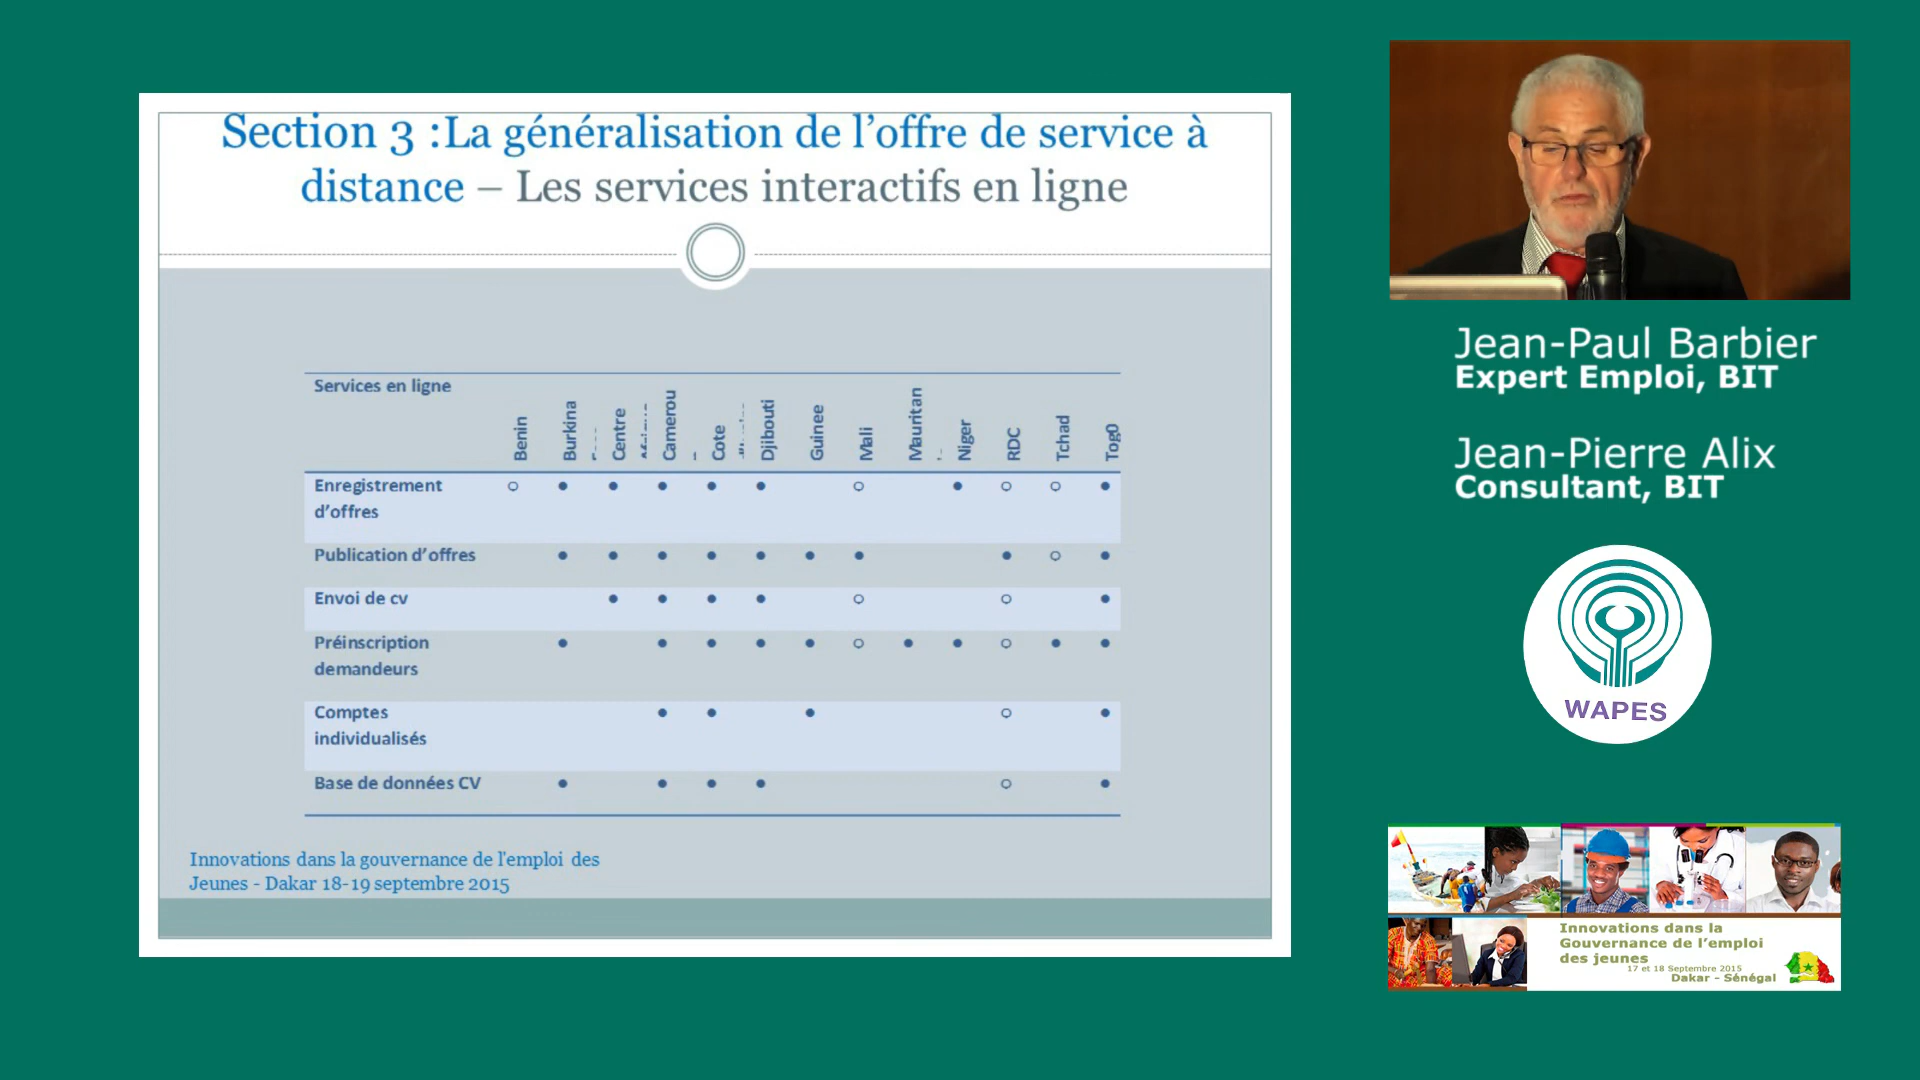 Section 3 :La généralisation de l’offre de service à
distance – Les services interactifs en ligne
Services en ligne
Benin
Burkina
Centre
Camerou
Cote
Djibouti
Guinee
Mali
Mauritan
Niger
RDC
Tchad
Tog0
Enregistrement
d’offres
Publication d’offres
Envoi de cv
Préinscription
demandeurs
Comptes
individualisés
Base de données CV
Innovations dans la gouvernance de l'emploi des
Jeunes - Dakar 18-19 septembre 2015
Jean-Paul Barbier
Expert Emploi, BIT
Jean-Pierre Alix
Consultant, BIT
WAPES
Innovations dans la
Gouvernance de l’emploi
des jeunes
17 et 18 Septembre 2015
Dakar - Sénégal